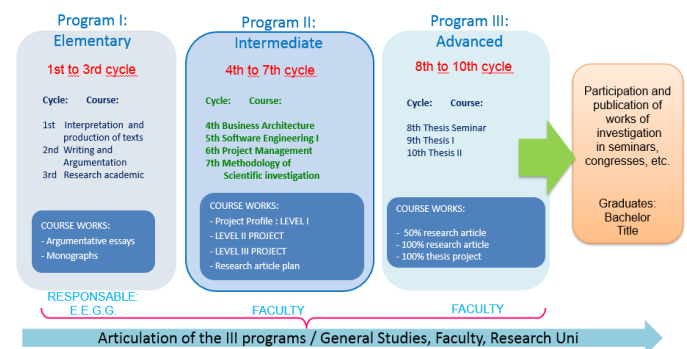 Program I:
Elementary
1st to 3rd cycle
Cycle: Course:
1st Interpretation and
production of texts
2nd Writing and
Argumentation
3rd Research academic
COURSE WORKS:
- Argumentative essays
- Monographs
RESPONSABLE:
E.E.G.G.
Program II:
Intermediate
4th to 7th cycle
Cycle: Course:
4th Business Architecture
5th Software Engineering I
6th Project Management
7th Methodology of
Scientific investigation
COURSE WORKS:
- Project Profile : LEVEL I
- LEVEL II PROJECT
- LEVEL III PROJECT
- Research article plan
FACULTY
Program III:
Advanced
8th to 10th cycle
Cycle: Course:
8th Thesis Seminar
9th Thesis I
10th Thesis II
COURSE WORKS:
- 50% research article
- 100% research article
- 100% thesis project
FACULTY
Participation and
publication of
works of
investigation
in seminars,
congresses, etc.
Graduates:
Bachelor
Title
Articulation of the III programs / General Studies, Faculty, Research Uni